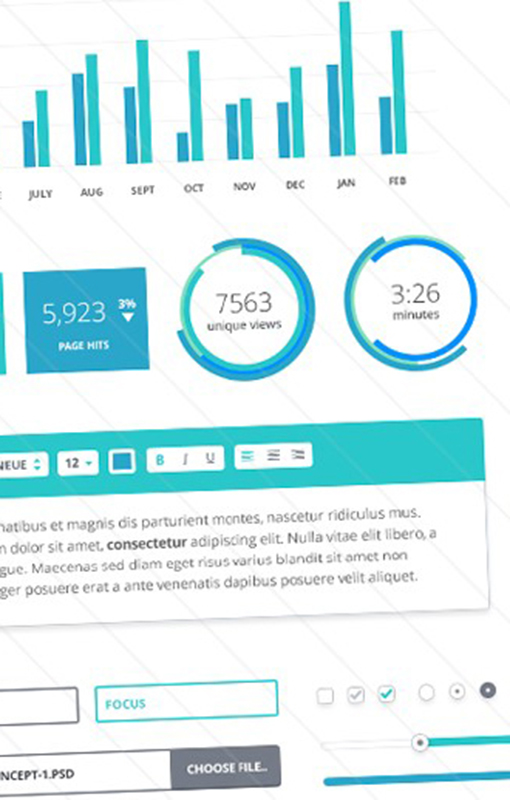 JULY AUG SEPT OCT NOV DEC JAN FEB
5,923 3%
PAGE HITS
7563
unique views
3:26
minutes
NEUE 12 B I U
natibus et magnis dis parturient montes, nascetur ridiculus mus.
n dolor sit amet, consectetur adipiscing elit. Nulla vitae elit libero, a
gue. Maecenas sed diam eget risus varius blandit sit amet non
ger posuere erat a ante venenatis dapibus posuere velit aliquet.
FOCUS
NCEPT-1.PSD CHOOSE FILE..